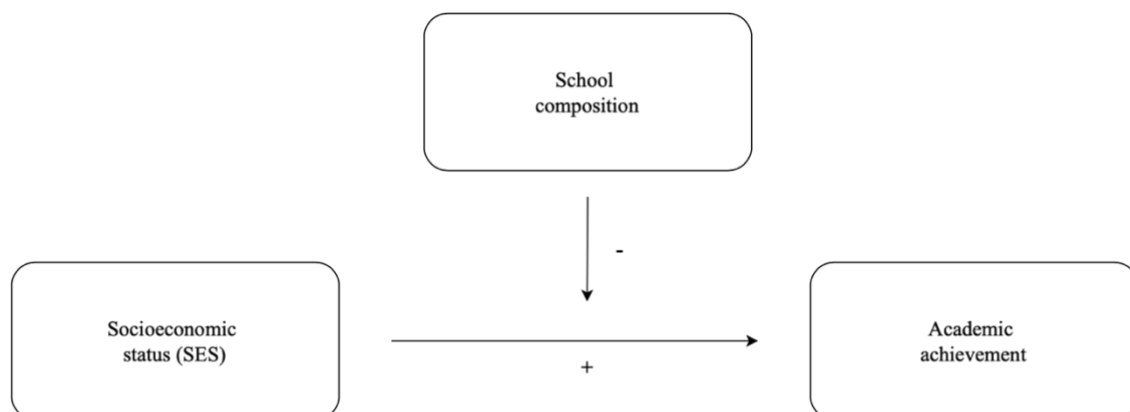 School
composition
-
Socioeconomic
status (SES)
+
Academic
achievement